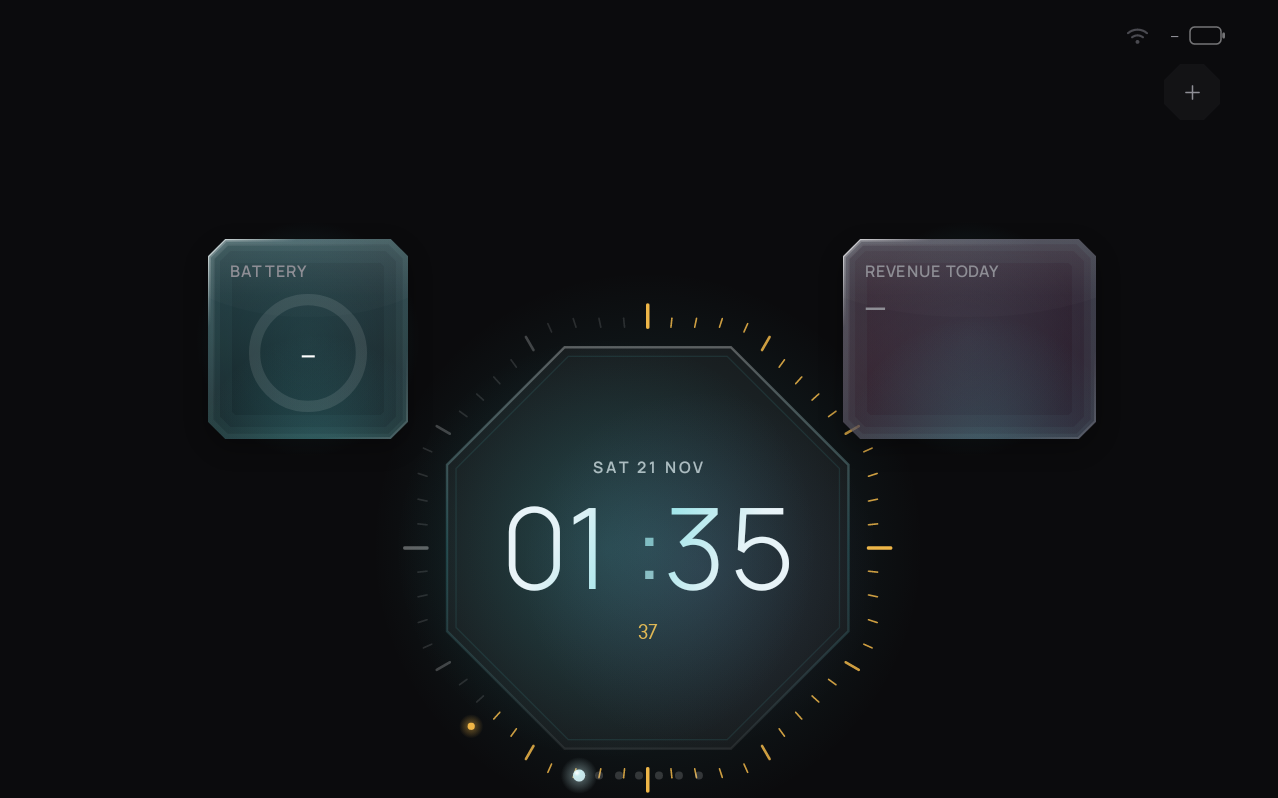 –
+
BATTERY
–
REVENUE TODAY
—
SAT 21 NOV
01:35
37